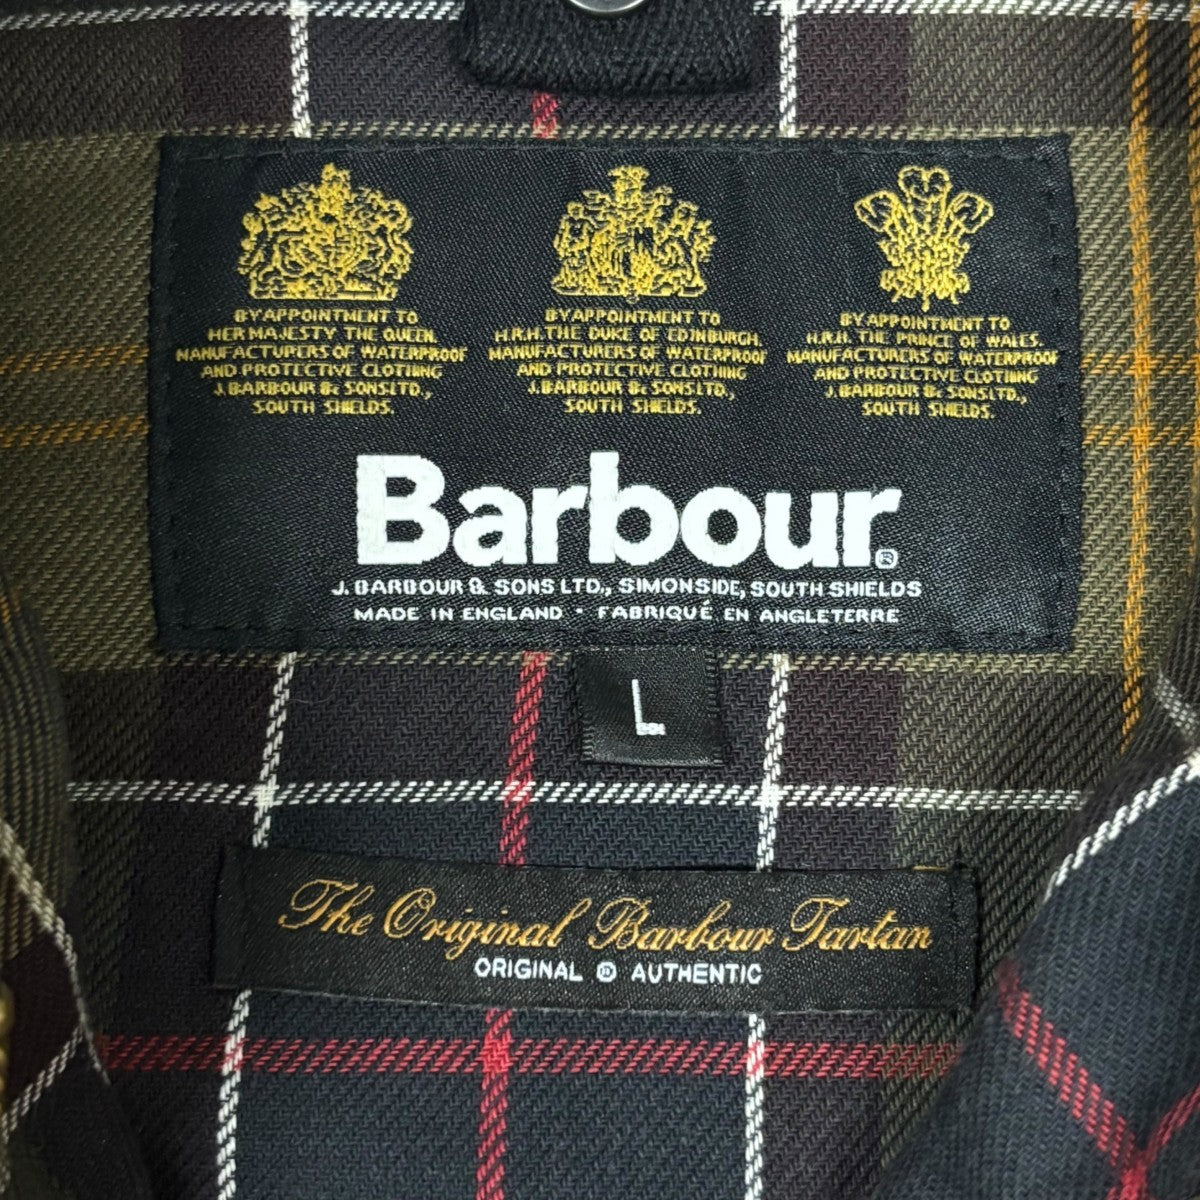 BY APPOINTMENT TO
HER MAJESTY THE QUEEN
MANUFACTURERS OF WATERPROOF
AND PROTECTIVE CLOTHING
J. BARBOUR & SONS LTD.,
SOUTH SHIELDS.
BY APPOINTMENT TO
H.R.H. THE DUKE OF EDINBURGH
MANUFACTURERS OF WATERPROOF
AND PROTECTIVE CLOTHING
J. BARBOUR & SONS LTD.,
SOUTH SHIELDS.
BY APPOINTMENT TO
H.R.H. THE PRINCE OF WALES,
MANUFACTURERS OF WATERPROOF
AND PROTECTIVE CLOTHING
J. BARBOUR & SONS LTD.,
SOUTH SHIELDS.
Barbour®
J. BARBOUR & SONS LTD., SIMONSIDE, SOUTH SHIELDS
MADE IN ENGLAND · FABRIQUÉ EN ANGLETERRE
L
The Original Barbour Tartan
ORIGINAL ® AUTHENTIC